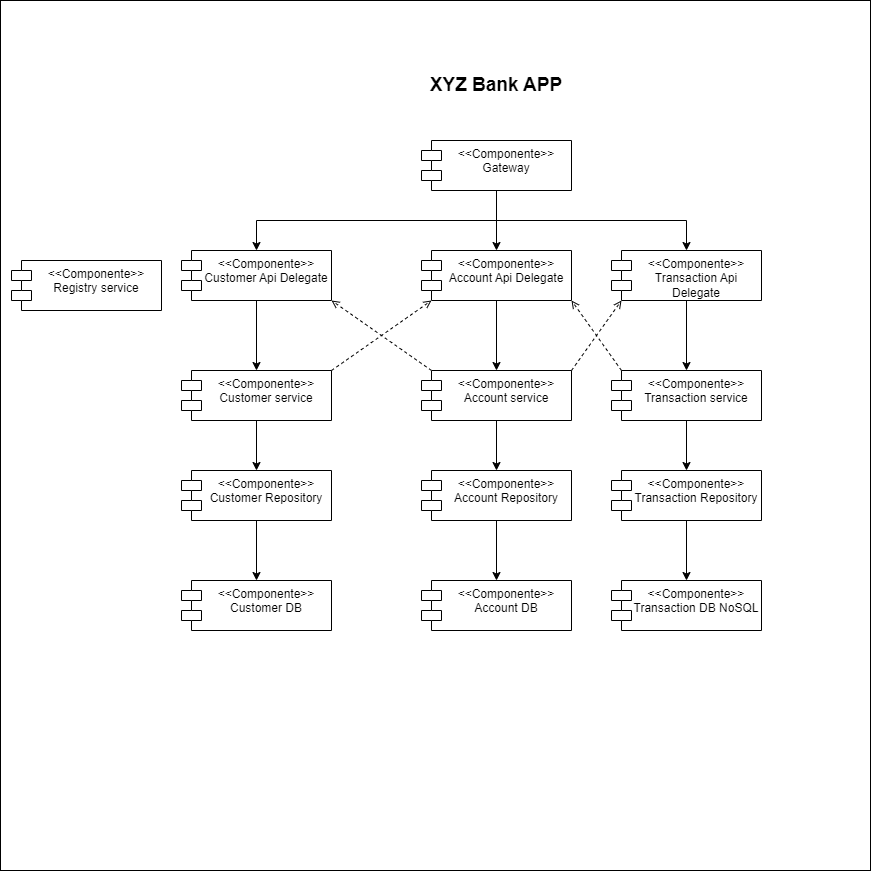 XYZ Bank APP
<<Componente>>
Gateway
<<Componente>>
Registry service
<<Componente>>
Customer Api Delegate
<<Componente>>
Account Api Delegate
<<Componente>>
Transaction Api
Delegate
<<Componente>>
Customer service
<<Componente>>
Account service
<<Componente>>
Transaction service
<<Componente>>
Customer Repository
<<Componente>>
Account Repository
<<Componente>>
Transaction Repository
<<Componente>>
Customer DB
<<Componente>>
Account DB
<<Componente>>
Transaction DB NoSQL